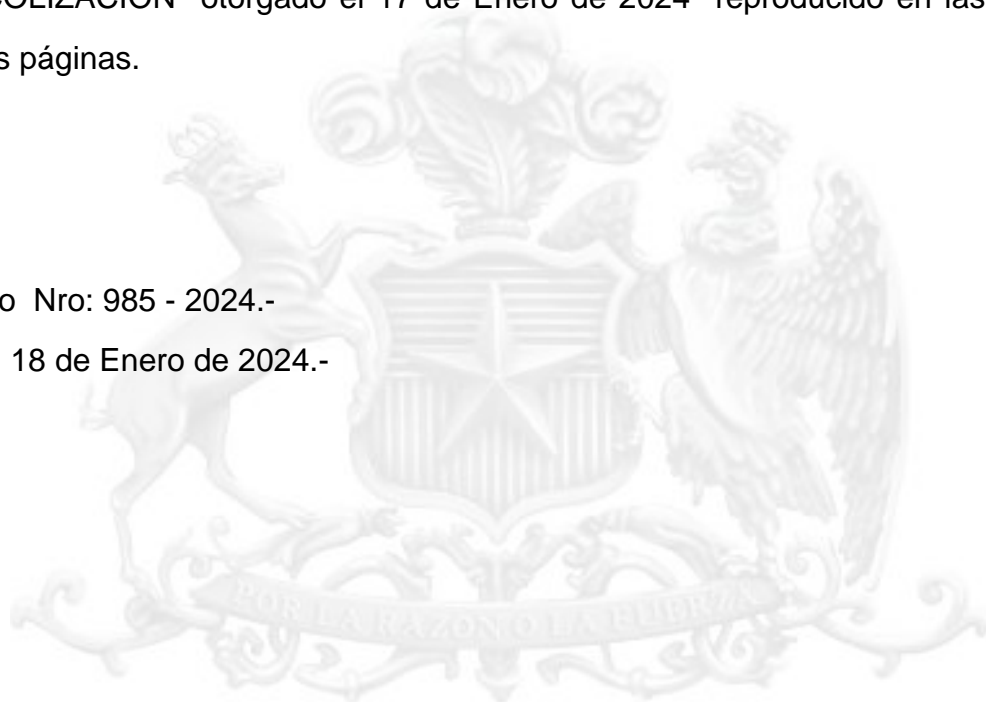 COLIZACION" otorgado el 17 de Enero de 2024 reproducido en las
s páginas.
o Nro: 985 - 2024.-
18 de Enero de 2024.-
POR LA RAZON O LA FUERZA